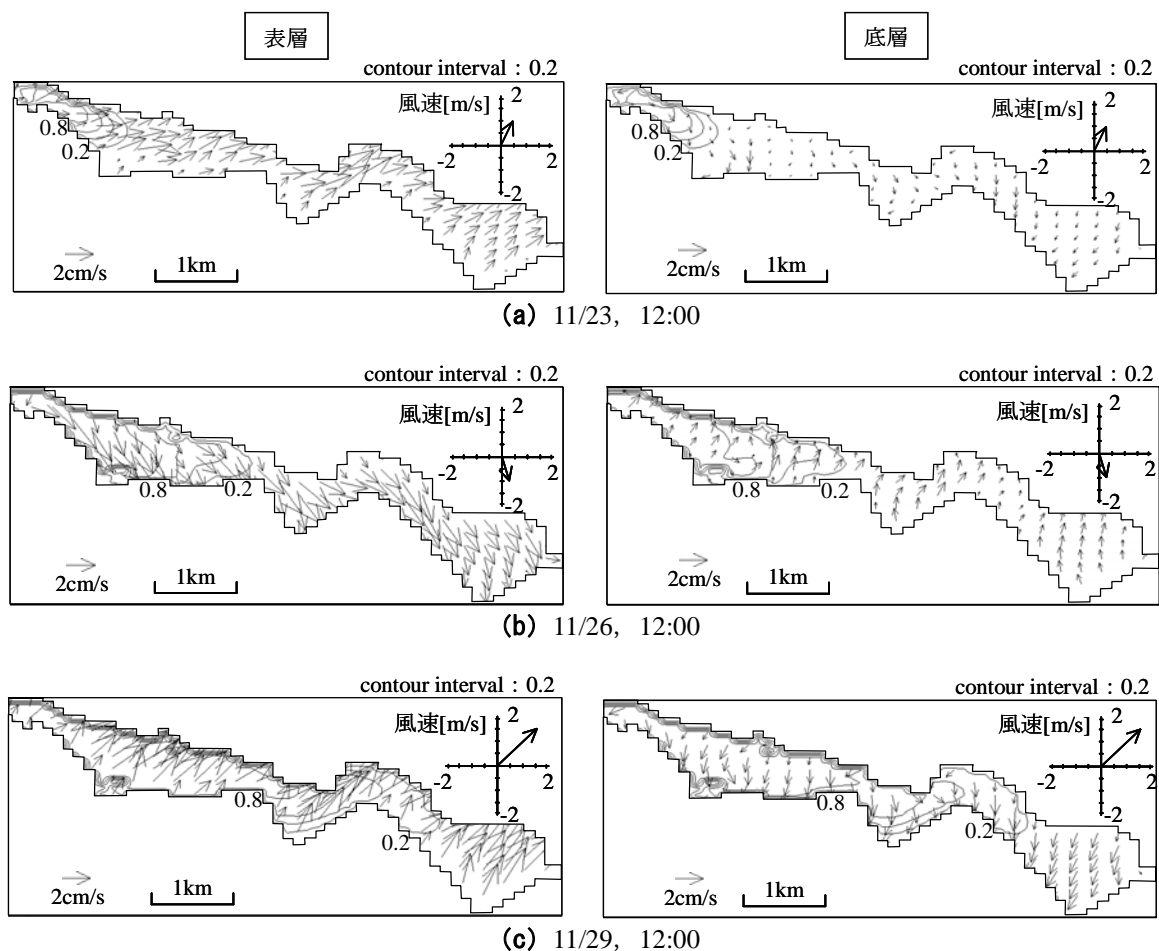 表層
底層
contour interval : 0.2
風速[m/s]
2
-2
2
-2
0.8
0.2
2cm/s
1km
contour interval : 0.2
風速[m/s]
2
-2
2
-2
0.8
0.2
2cm/s
1km
(a) 11/23, 12:00
contour interval : 0.2
風速[m/s]
2
-2
2
-2
0.8
0.2
2cm/s
1km
contour interval : 0.2
風速[m/s]
2
-2
2
-2
0.8
0.2
2cm/s
1km
(b) 11/26, 12:00
contour interval : 0.2
風速[m/s]
2
-2
2
-2
0.8
0.2
2cm/s
1km
contour interval : 0.2
風速[m/s]
2
-2
2
-2
0.8
0.2
2cm/s
1km
(c) 11/29, 12:00